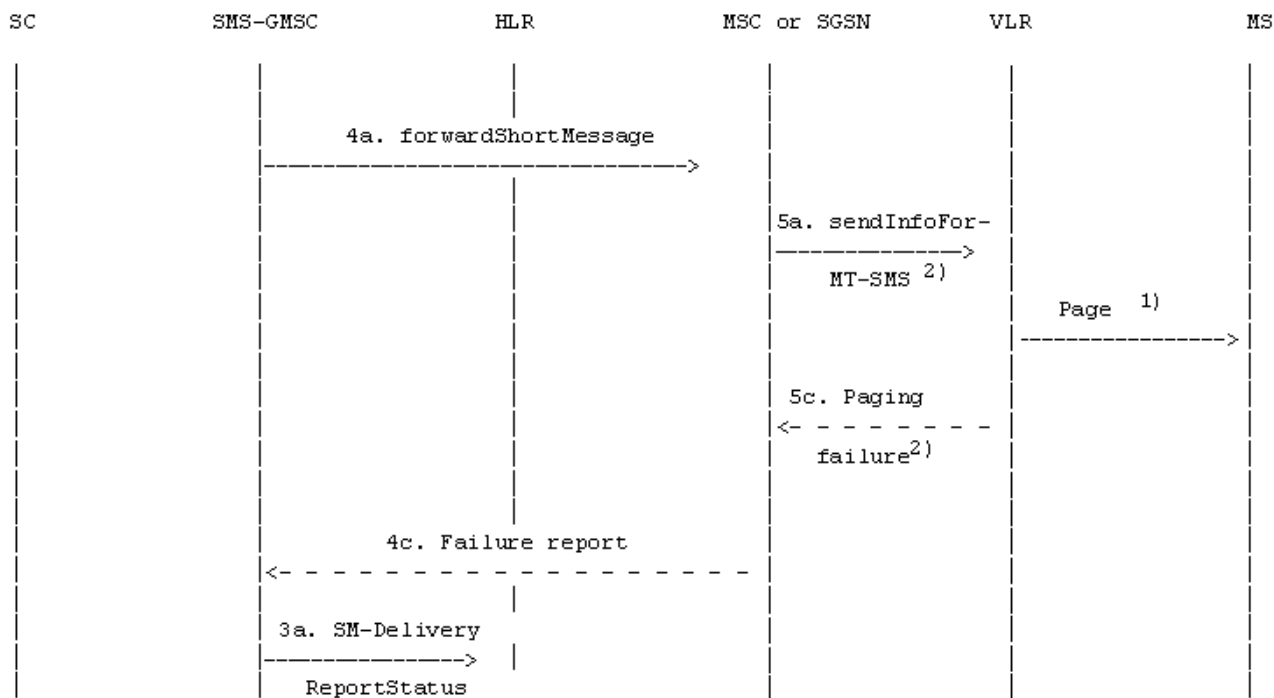 SC SMS-GMSC HLR MSC or SGSN VLR MS
4a. forwardShortMessage
5a. sendInfoFor-
MT-SMS 2)
Page 1)
5c. Paging
failure2)
4c. Failure report
3a. SM-Delivery
ReportStatus